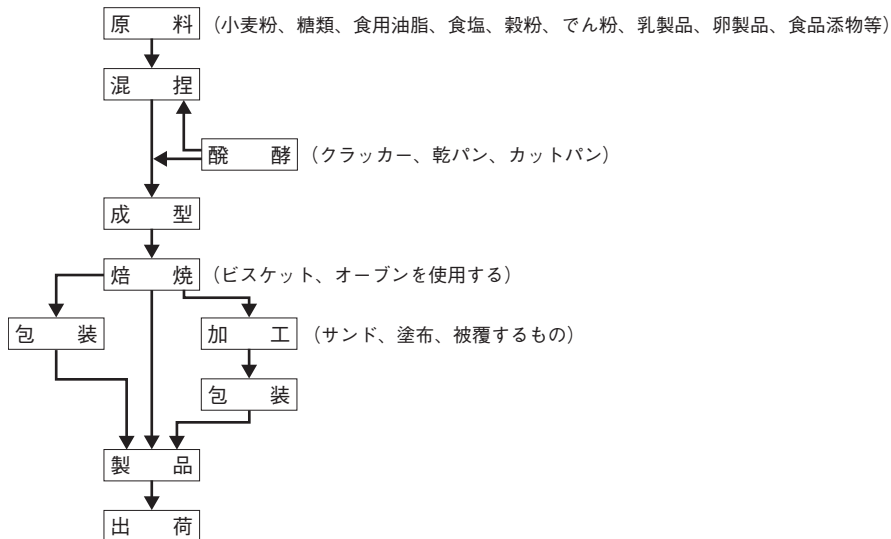 原　料 （小麦粉、糖類、食用油脂、食塩、穀粉、でん粉、乳製品、卵製品、食品添物等）
混　捏
醗　酵 （クラッカー、乾パン、カットパン）
成　型
焙　焼 （ビスケット、オーブンを使用する）
包　装　加　工 （サンド、塗布、被覆するもの）
包　装
製　品
出　荷